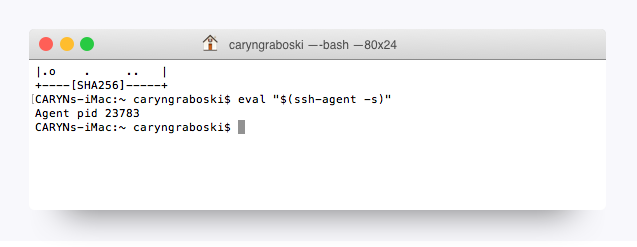 caryngraboski —-bash —80x24
|.o    .     ..   |
+----[SHA256]-----+
[CARYNs-iMac:~ caryngraboski$ eval "$(ssh-agent -s)"
Agent pid 23783
CARYNs-iMac:~ caryngraboski$